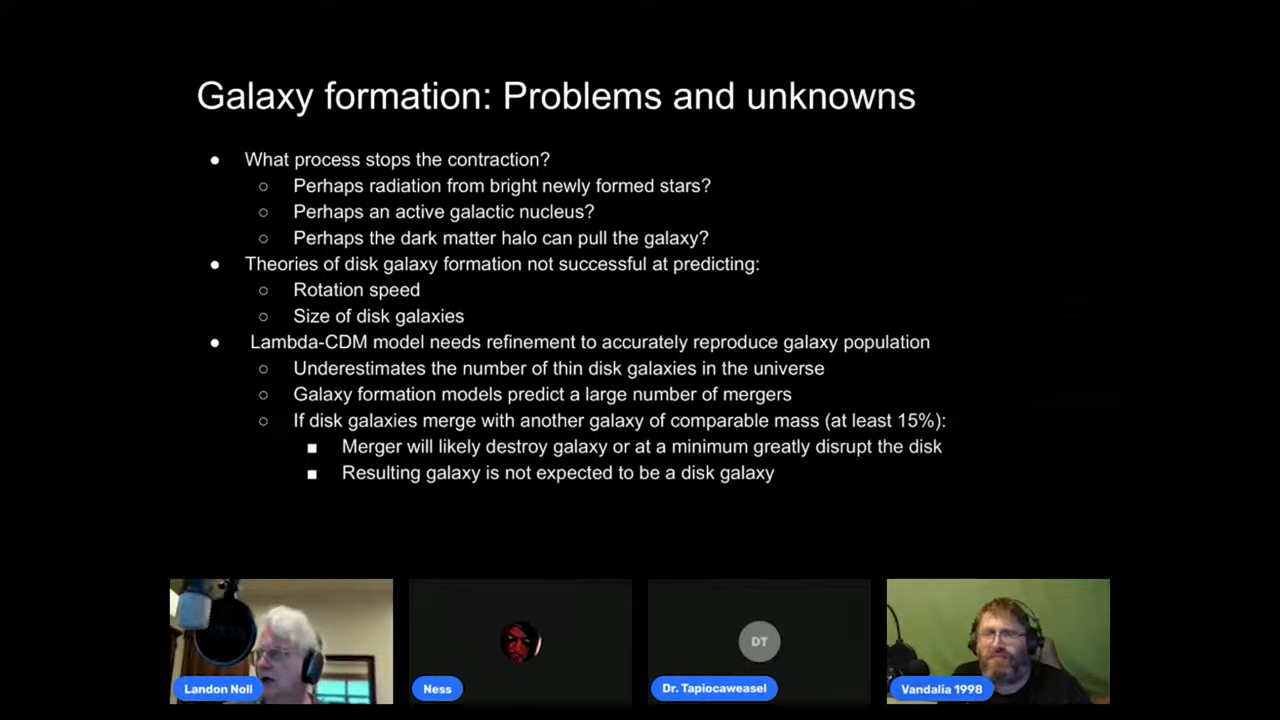 Galaxy formation: Problems and unknowns
● What process stops the contraction?
○ Perhaps radiation from bright newly formed stars?
○ Perhaps an active galactic nucleus?
○ Perhaps the dark matter halo can pull the galaxy?
● Theories of disk galaxy formation not successful at predicting:
○ Rotation speed
○ Size of disk galaxies
● Lambda-CDM model needs refinement to accurately reproduce galaxy population
○ Underestimates the number of thin disk galaxies in the universe
○ Galaxy formation models predict a large number of mergers
○ If disk galaxies merge with another galaxy of comparable mass (at least 15%):
■ Merger will likely destroy galaxy or at a minimum greatly disrupt the disk
■ Resulting galaxy is not expected to be a disk galaxy
DT
Landon Noll
Ness
Dr. Tapiocaweasel
Vandalia 1998